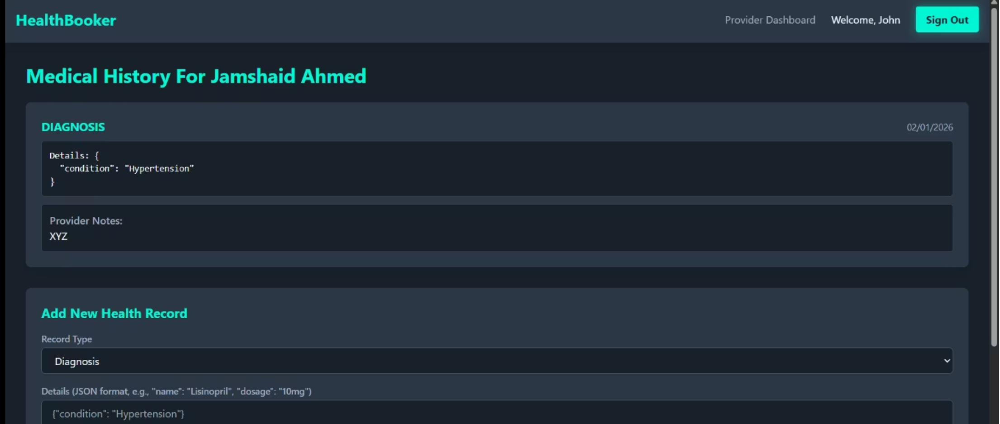 HealthBooker
Provider Dashboard
Welcome, John
Sign Out
Medical History For Jamshaid Ahmed
DIAGNOSIS
02/01/2026
Details: {
  "condition": "Hypertension"
}
Provider Notes:
XYZ
Add New Health Record
Record Type
Diagnosis
Details (JSON format, e.g., "name": "Lisinopril", "dosage": "10mg")
{"condition": "Hypertension"}